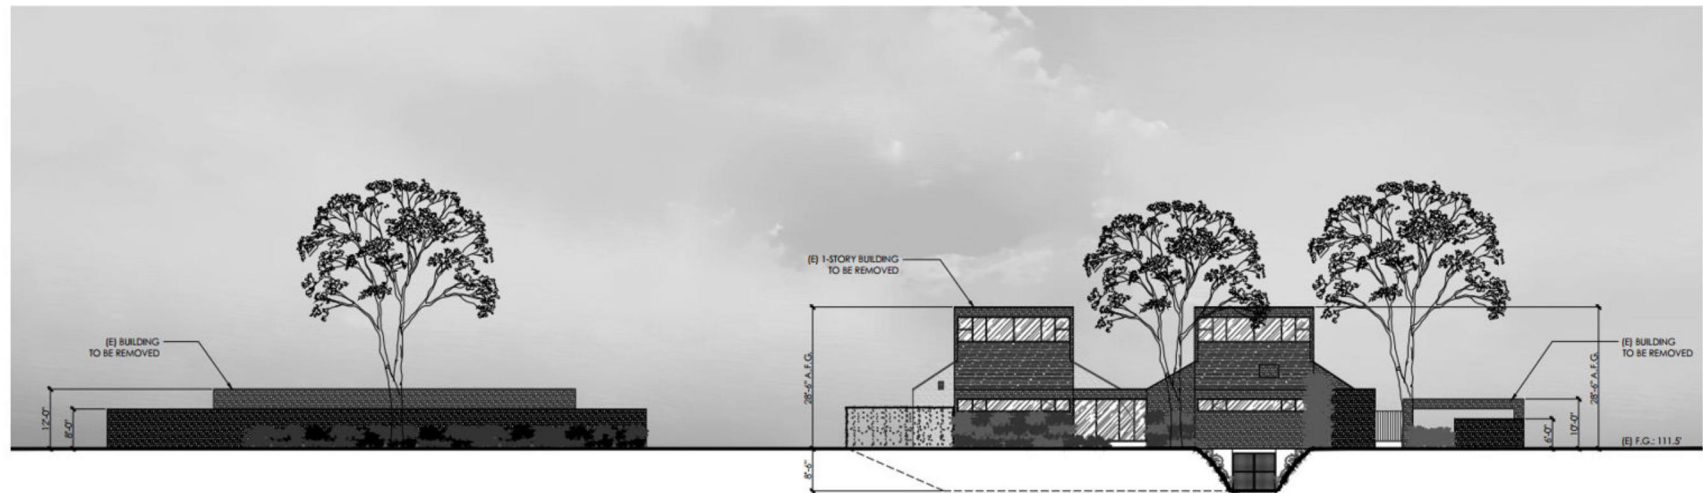 (E) 1-STORY BUILDING
TO BE REMOVED
(E) BUILDING
TO BE REMOVED
(E) BUILDING
TO BE REMOVED
12'-0"
8'-0"
28'-6" A.F.G.
8'-6"
28'-6" A.F.G.
10'-0"
6'-0"
(E) F.G.: 111.5'